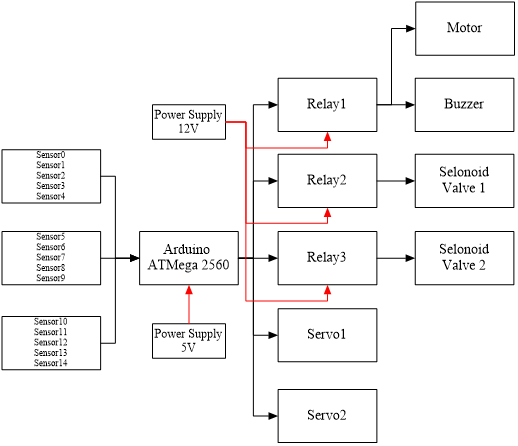 Motor
Power Supply
12V
Relay1
Buzzer
Sensor0
Sensor1
Sensor2
Sensor3
Sensor4
Relay2
Selonoid
Valve 1
Sensor5
Sensor6
Sensor7
Sensor8
Sensor9
Arduino
ATMega 2560
Relay3
Selonoid
Valve 2
Sensor10
Sensor11
Sensor12
Sensor13
Sensor14
Power Supply
5V
Servo1
Servo2